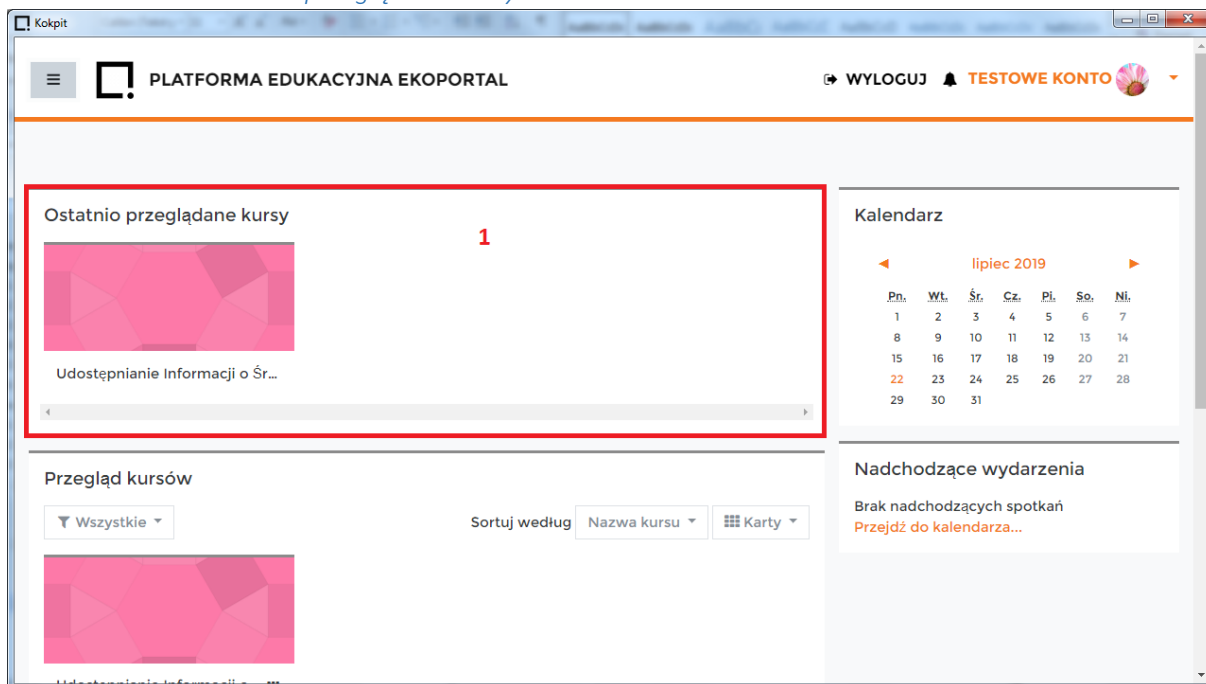 Kokpit
PLATFORMA EDUKACYJNA EKOPORTAL
WYLOGUJ
TESTOWE KONTO
Ostatnio przeglądane kursy
1
Udostępnianie Informacji o Śr...
Przegląd kursów
Wszystkie
Sortuj według Nazwa kursu Karty
Kalendarz
lipiec 2019
Pn. Wt. Śr. Cz. Pi. So. Ni.
1 2 3 4 5 6 7
8 9 10 11 12 13 14
15 16 17 18 19 20 21
22 23 24 25 26 27 28
29 30 31
Nadchodzące wydarzenia
Brak nadchodzących spotkań
Przejdź do kalendarza...